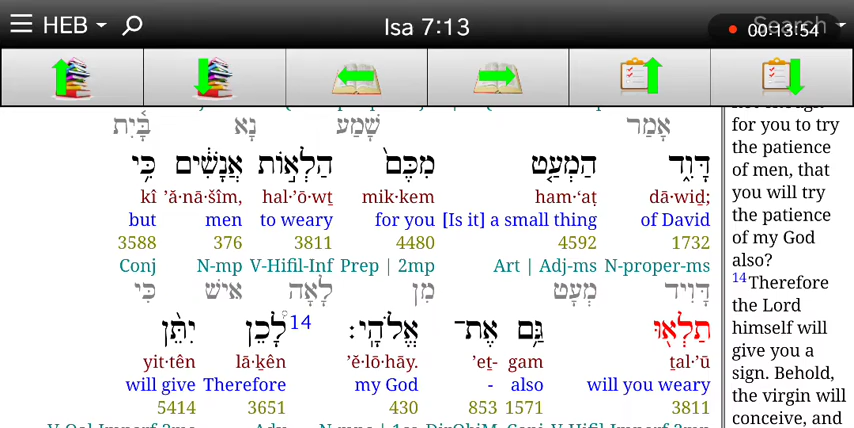 HEB
Isa 7:13
00:13:54
אָמַר שָׁמַע נָא בַּיִת
דָּוִ֑ד הַמְעַ֤ט מִכֶּם֙ הַלְא֣וֹת אֲנָשִׁ֔ים כִּ֥י
kî ’ă·nā·šîm, hal·’ō·wṯ mik·kem ham·‘aṭ dā·wiḏ;
but men to weary for you [Is it] a small thing of David
3588 376 3811 4480 4592 1732
Conj N-mp V-Hifil-Inf Prep | 2mp Art | Adj-ms N-proper-ms
דָּוִיד מְעָט מִן לָאָה אִישׁ כִּי
תַלְא֖וּ גַּ֥ם אֶת־ אֱלֹהָֽי׃ 14 לָ֠כֵן יִתֵּ֨ן
yit·tên lā·ḵên ’ĕ·lō·hāy. ’eṯ- gam ṯal·’ū
will give Therefore my God - also will you weary
5414 3651 430 853 1571 3811
for you to try
the patience
of men, that
you will try
the patience
of my God
also?
14 Therefore
the Lord
himself will
give you a
sign. Behold,
the virgin will
conceive, and